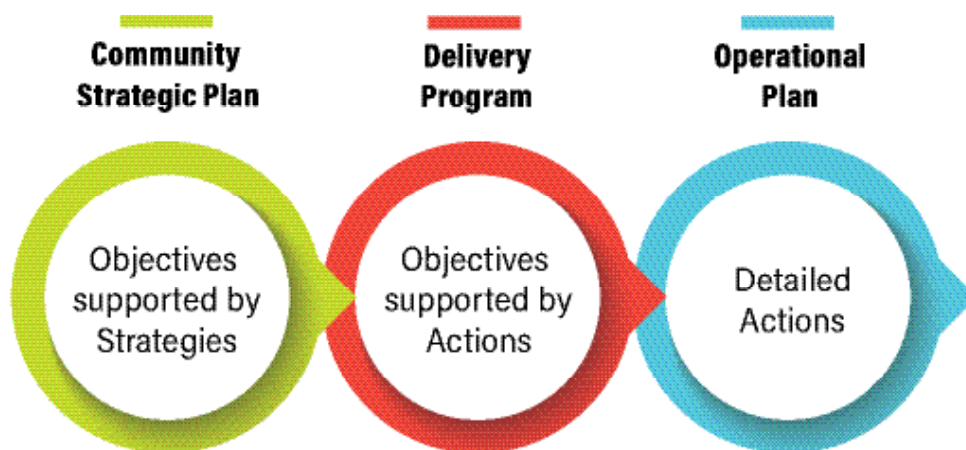 Community
Strategic Plan
Delivery
Program
Operational
Plan
Objectives
supported by
Strategies
Objectives
supported by
Actions
Detailed
Actions